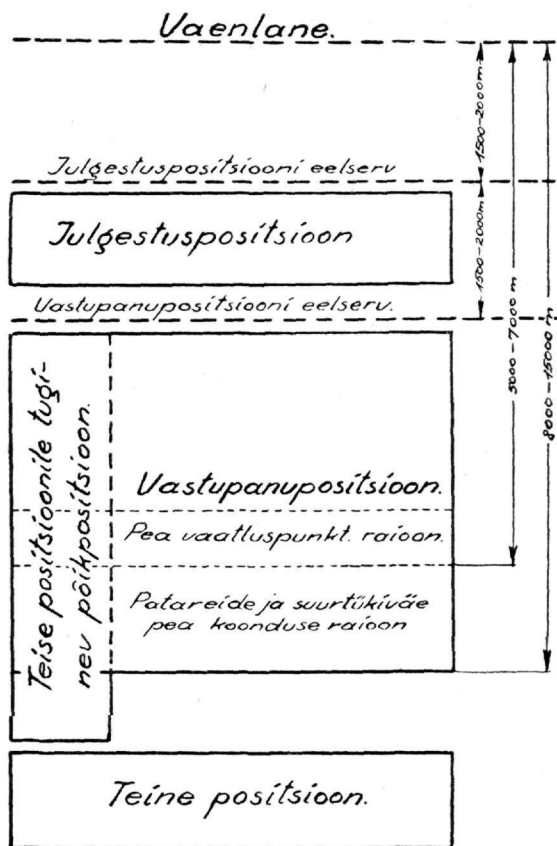 Vaenlane.
1500-2000m
Julgestuspositsiooni eelserv
Julgestuspositsioon
1500-2000m
Vastupanupositsiooni eelserv.
5000-7000 m
8000-15000 m
Teise positsioonile tugi-
nev põikpositsioon.
Vastupanupositsioon.
Pea vaatluspunkt. raioon.
Patareide ja suurtükiväe
pea koonduse raioon
Teine positsioon.